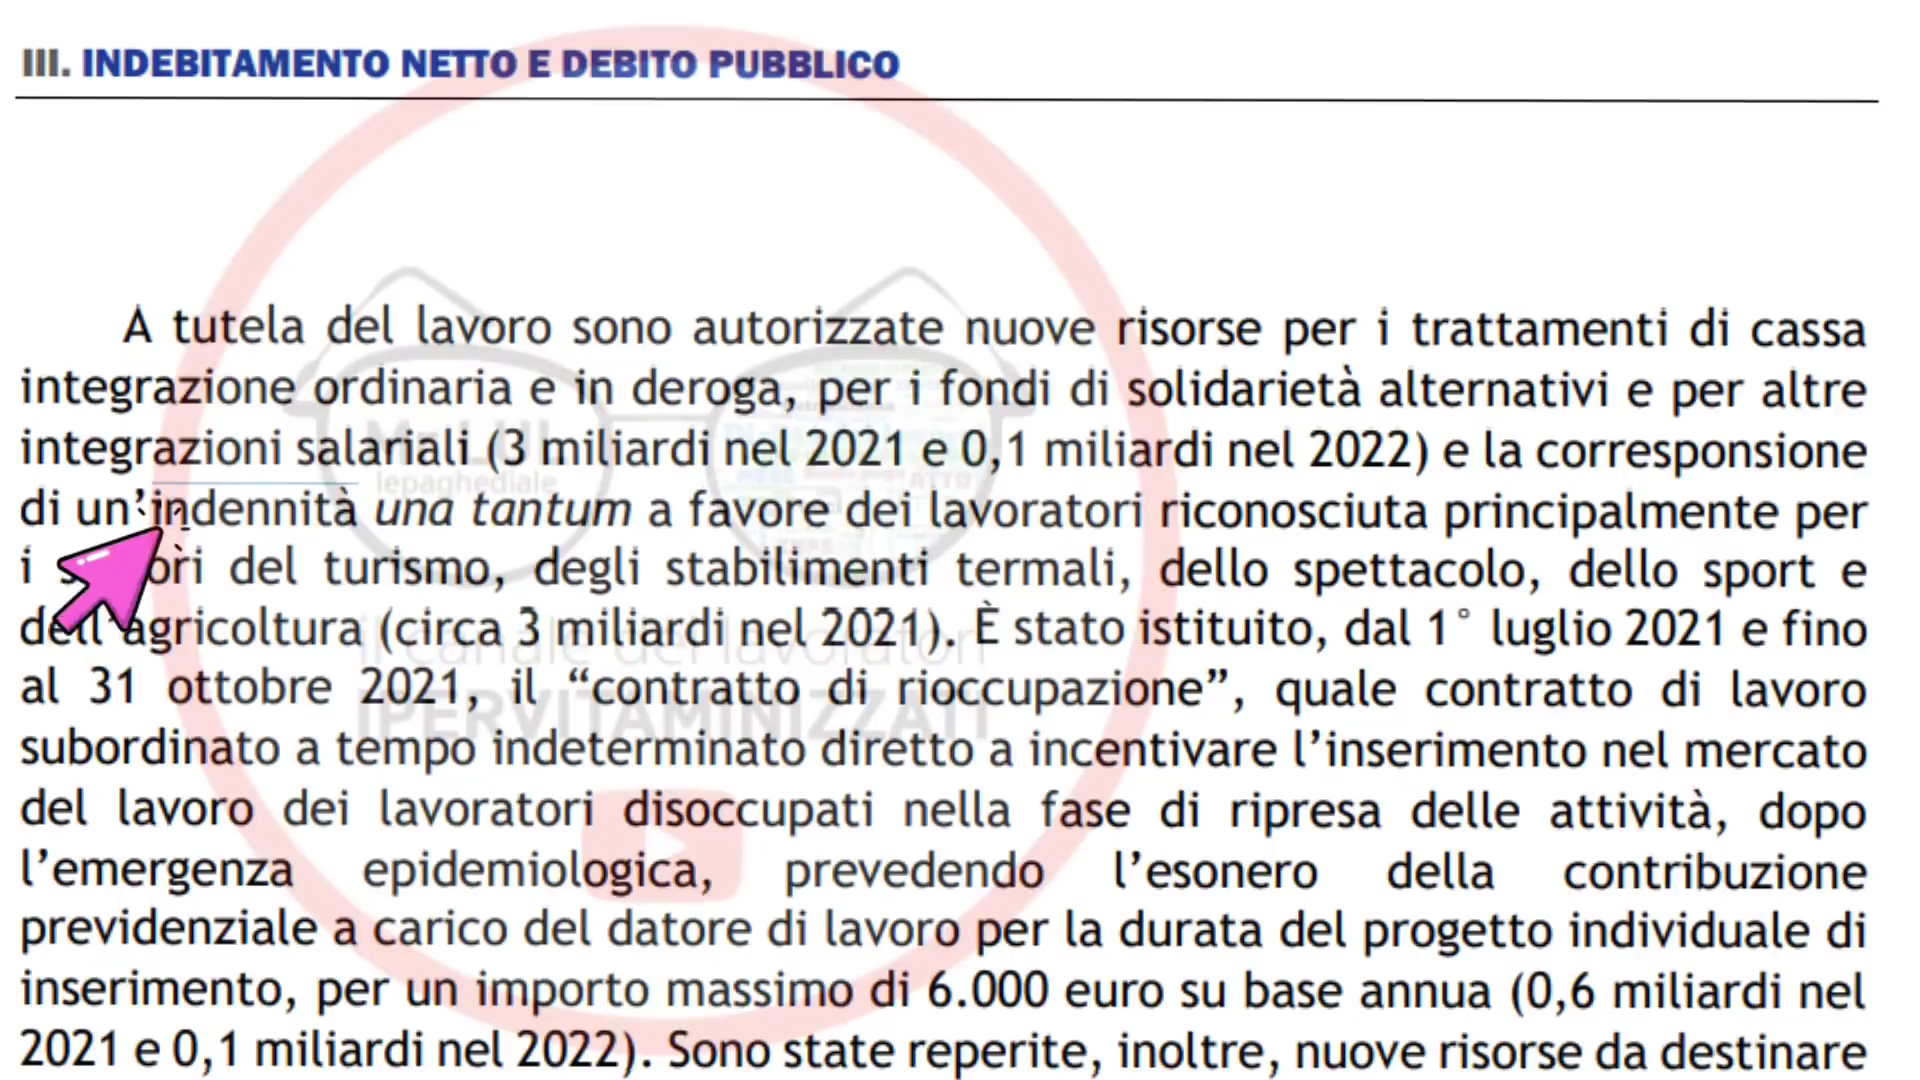 III. INDEBITAMENTO NETTO E DEBITO PUBBLICO
A tutela del lavoro sono autorizzate nuove risorse per i trattamenti di cassa
integrazione ordinaria e in deroga, per i fondi di solidarietà alternativi e per altre
integrazioni salariali (3 miliardi nel 2021 e 0,1 miliardi nel 2022) e la corresponsione
di un'indennità una tantum a favore dei lavoratori riconosciuta principalmente per
i del turismo, degli stabilimenti termali, dello spettacolo, dello sport e
dell'agricoltura (circa 3 miliardi nel 2021). È stato istituito, dal 1° luglio 2021 e fino
al 31 ottobre 2021, il “contratto di rioccupazione”, quale contratto di lavoro
subordinato a tempo indeterminato diretto a incentivare l’inserimento nel mercato
del lavoro dei lavoratori disoccupati nella fase di ripresa delle attività, dopo
l’emergenza epidemiologica, prevedendo l’esonero della contribuzione
previdenziale a carico del datore di lavoro per la durata del progetto individuale di
inserimento, per un importo massimo di 6.000 euro su base annua (0,6 miliardi nel
2021 e 0,1 miliardi nel 2022). Sono state reperite, inoltre, nuove risorse da destinare
lepaghediale
il canale dei lavoratori
IPERVITAMINIZZATI